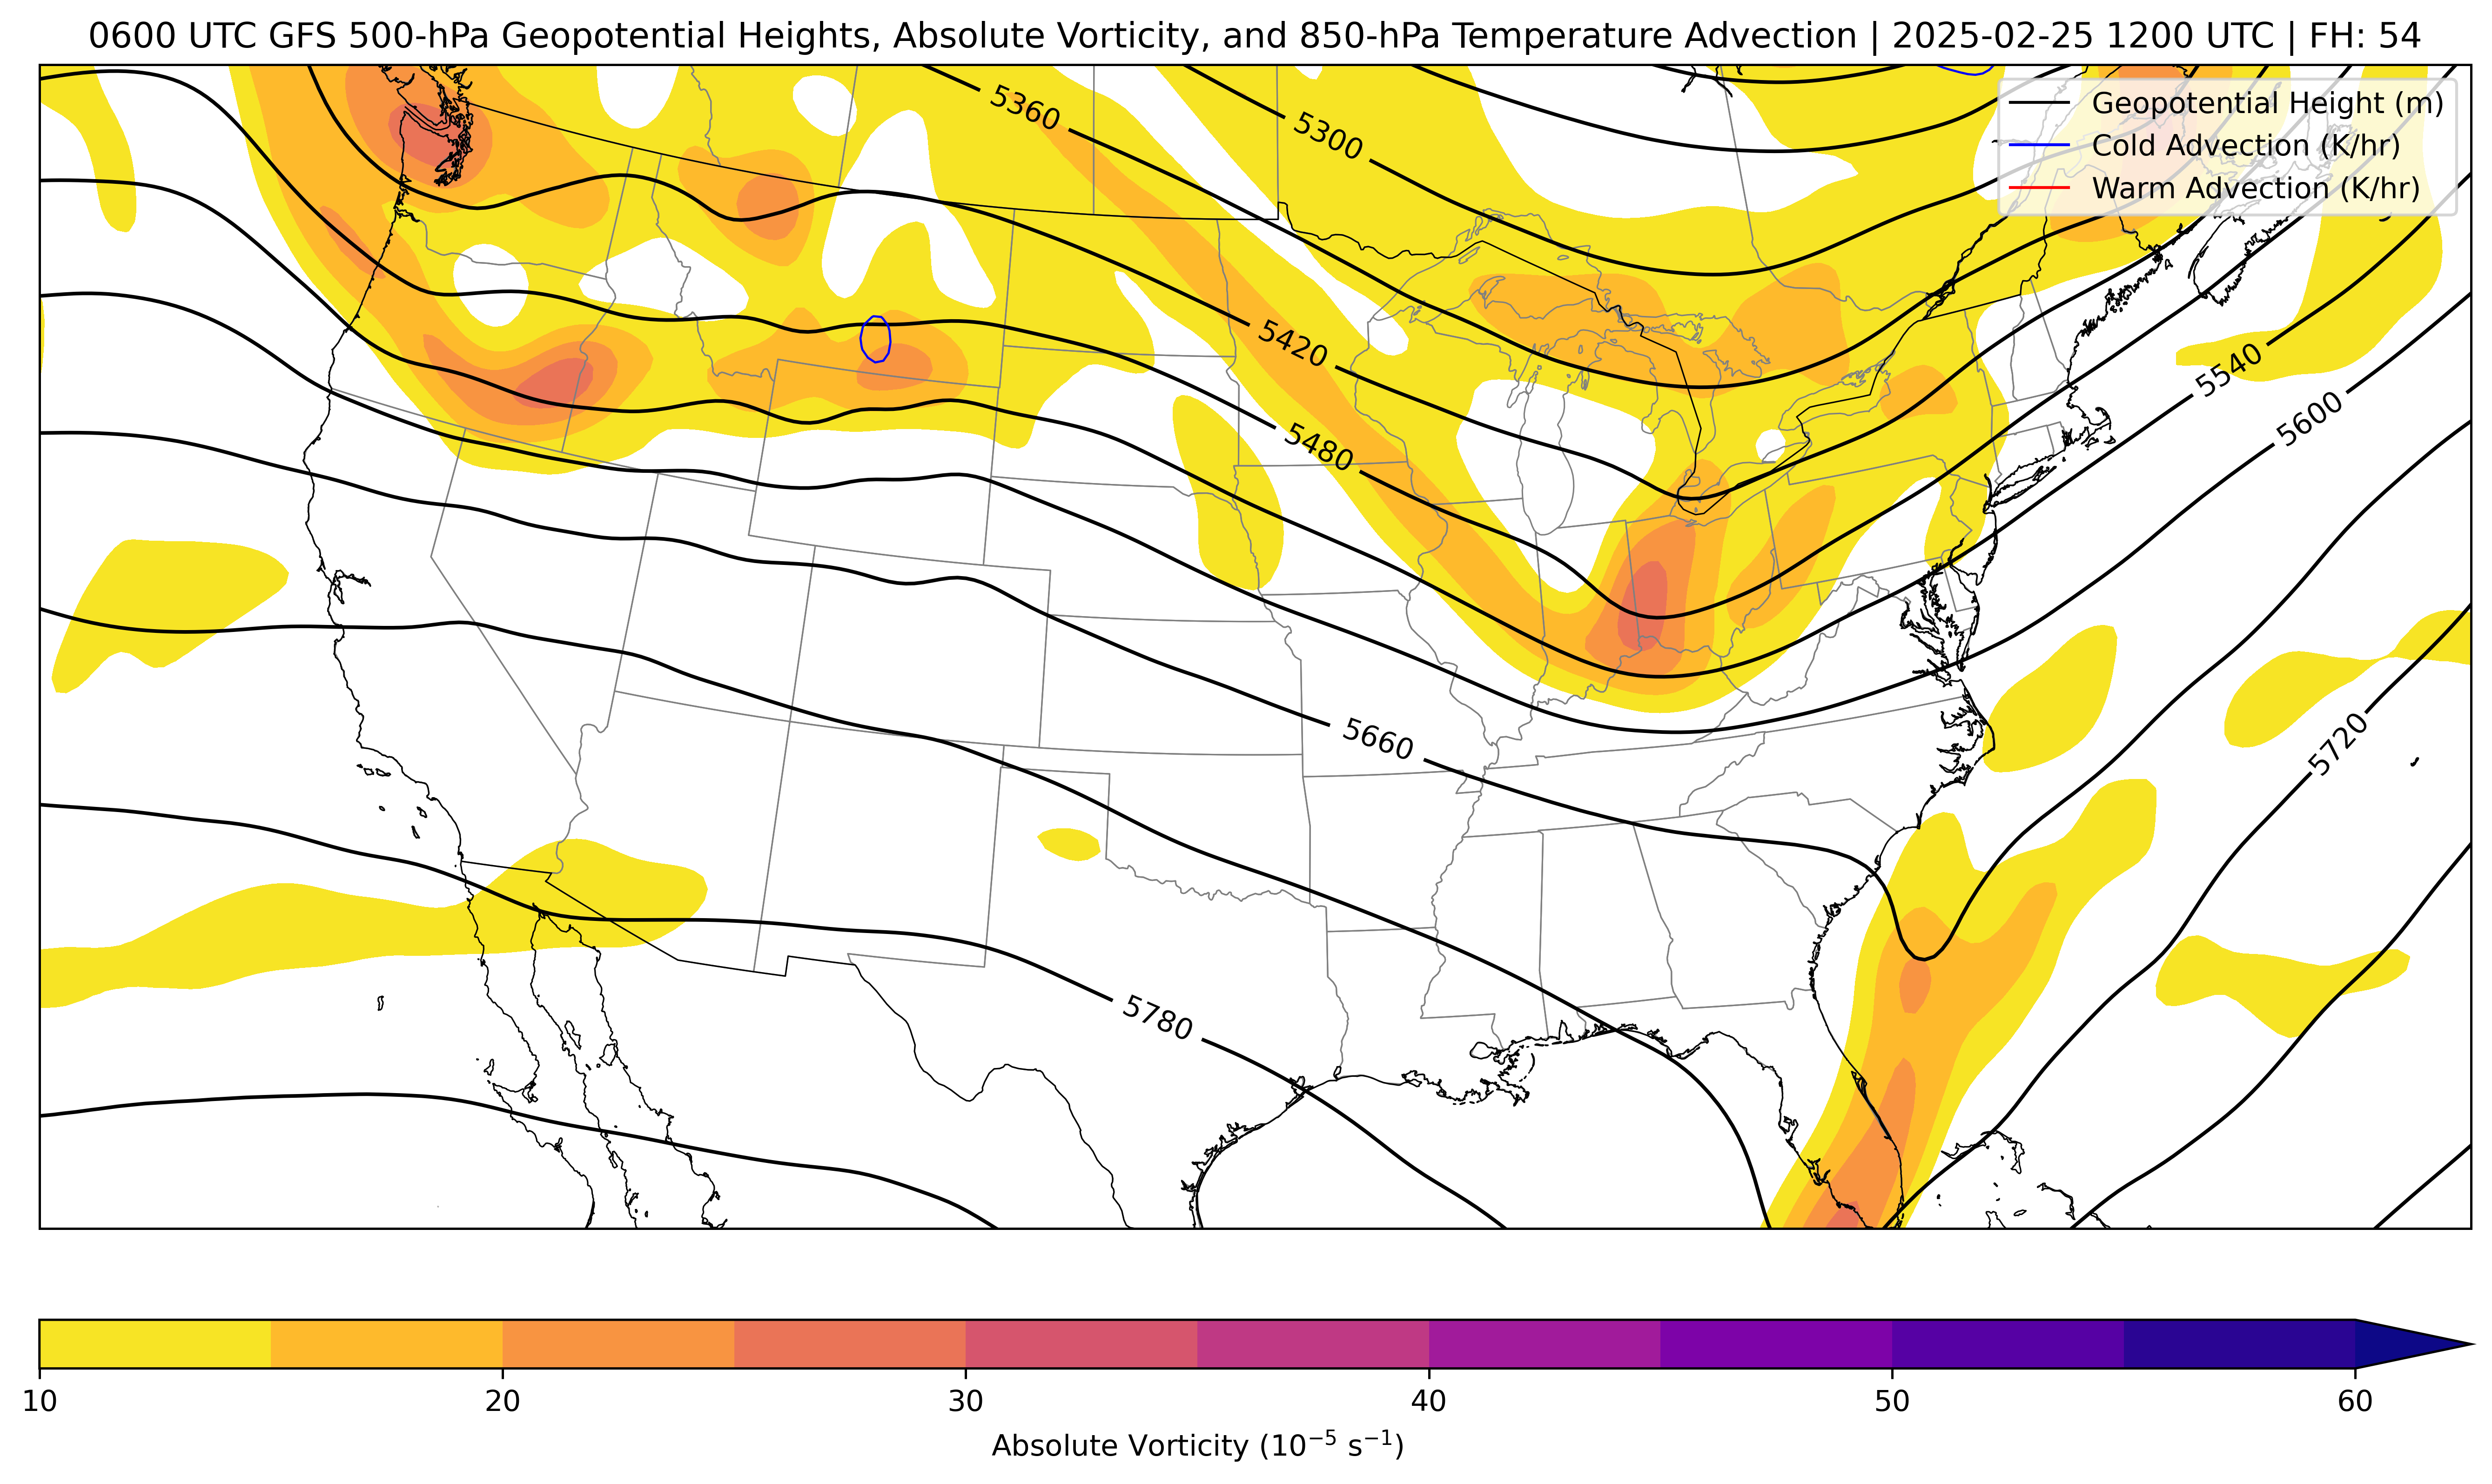 0600 UTC GFS 500-hPa Geopotential Heights, Absolute Vorticity, and 850-hPa Temperature Advection | 2025-02-25 1200 UTC | FH: 54
Geopotential Height (m)
Cold Advection (K/hr)
Warm Advection (K/hr)
5360
5300
5420
5480
5540
5600
5660
5720
5780
10 20 30 40 50 60
Absolute Vorticity (10⁻⁵ s⁻¹)